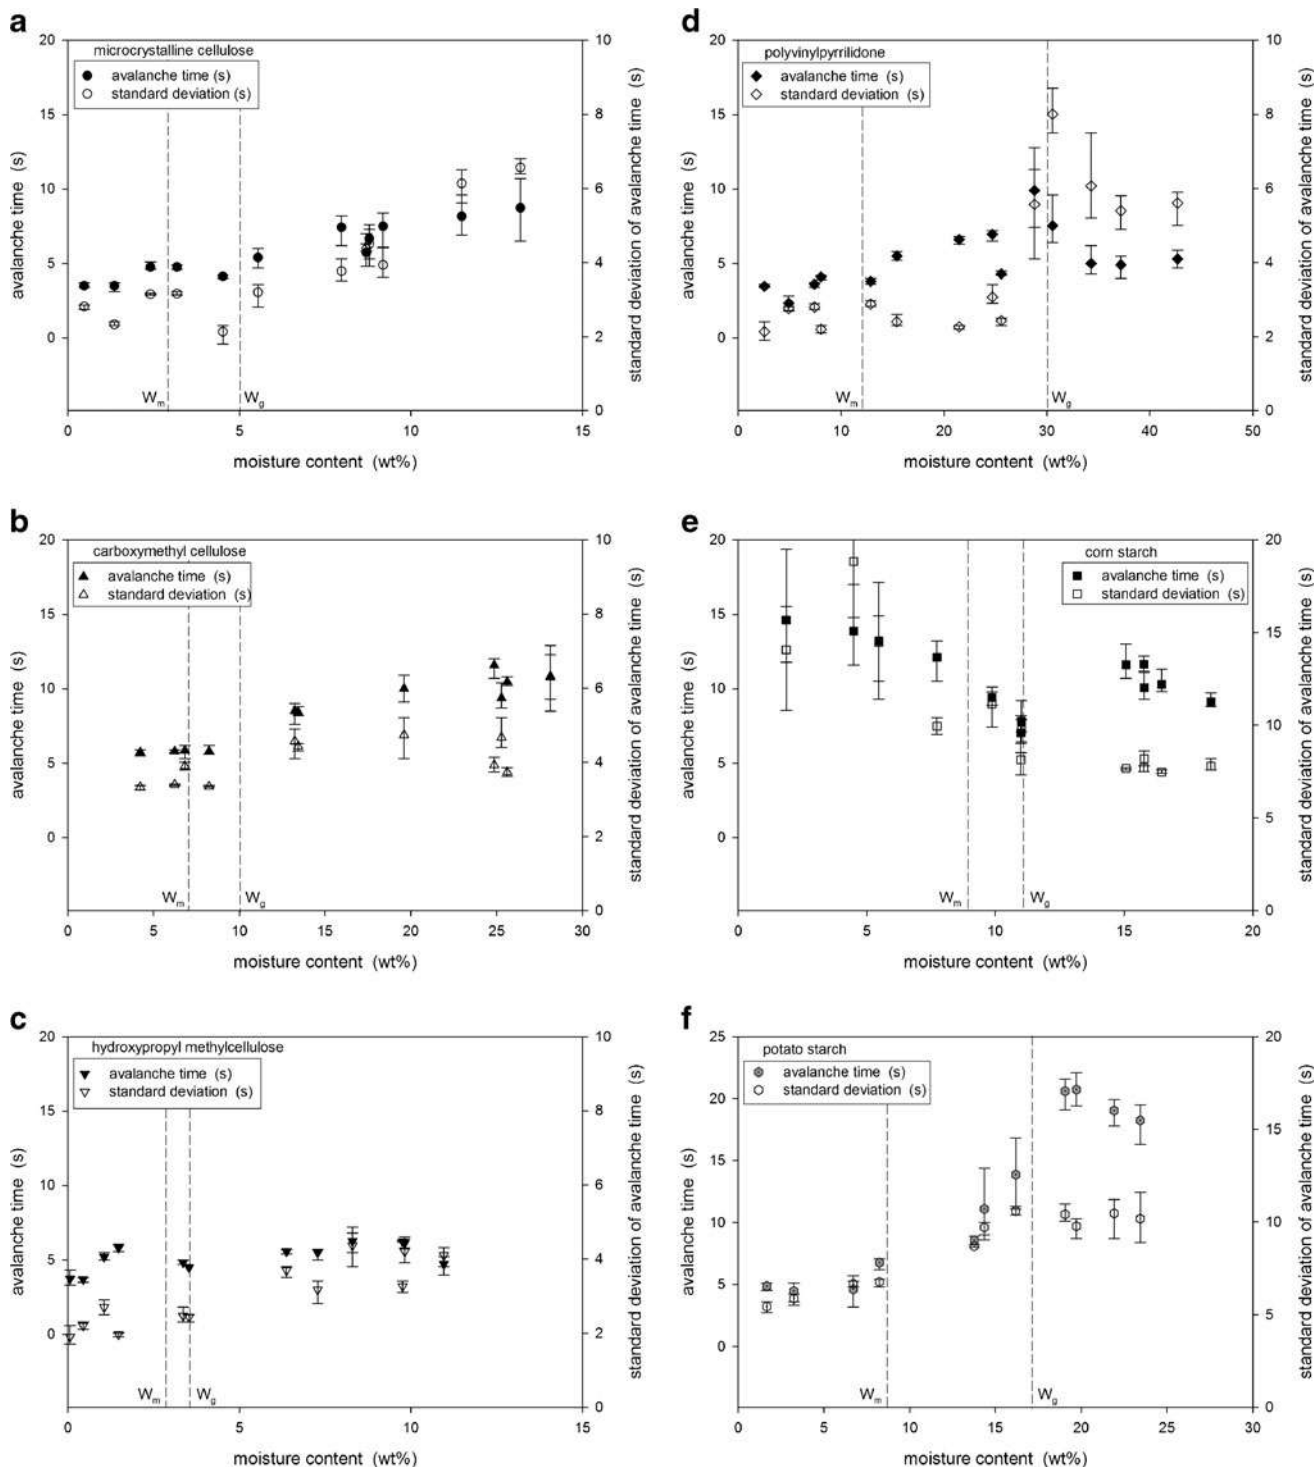 a
microcrystalline cellulose
avalanche time (s)
standard deviation (s)
20
15
10
5
0
10
8
6
4
2
0
avalanche time (s)
standard deviation of avalanche time (s)
Wm
Wg
0 5 10 15
moisture content (wt%)
d
polyvinylpyrrilidone
avalanche time (s)
standard deviation (s)
20
15
10
5
0
10
8
6
4
2
0
avalanche time (s)
standard deviation of avalanche time (s)
Wm
Wg
0 10 20 30 40 50
moisture content (wt%)
b
carboxymethyl cellulose
avalanche time (s)
standard deviation (s)
20
15
10
5
0
10
8
6
4
2
0
avalanche time (s)
standard deviation of avalanche time (s)
Wm
Wg
0 5 10 15 20 25 30
moisture content (wt%)
e
corn starch
avalanche time (s)
standard deviation (s)
20
15
10
5
0
20
15
10
8
6
4
2
0
avalanche time (s)
standard deviation of avalanche time (s)
Wm
Wg
0 5 10 15 20
moisture content (wt%)
c
hydroxypropyl methylcellulose
avalanche time (s)
standard deviation (s)
20
15
10
5
0
10
8
6
4
2
0
avalanche time (s)
standard deviation of avalanche time (s)
Wm
Wg
0 5 10 15
moisture content (wt%)
f
potato starch
avalanche time (s)
standard deviation (s)
25
20
15
10
5
0
20
15
10
5
0
avalanche time (s)
standard deviation of avalanche time (s)
Wm
Wg
0 5 10 15 20 25 30
moisture content (wt%)